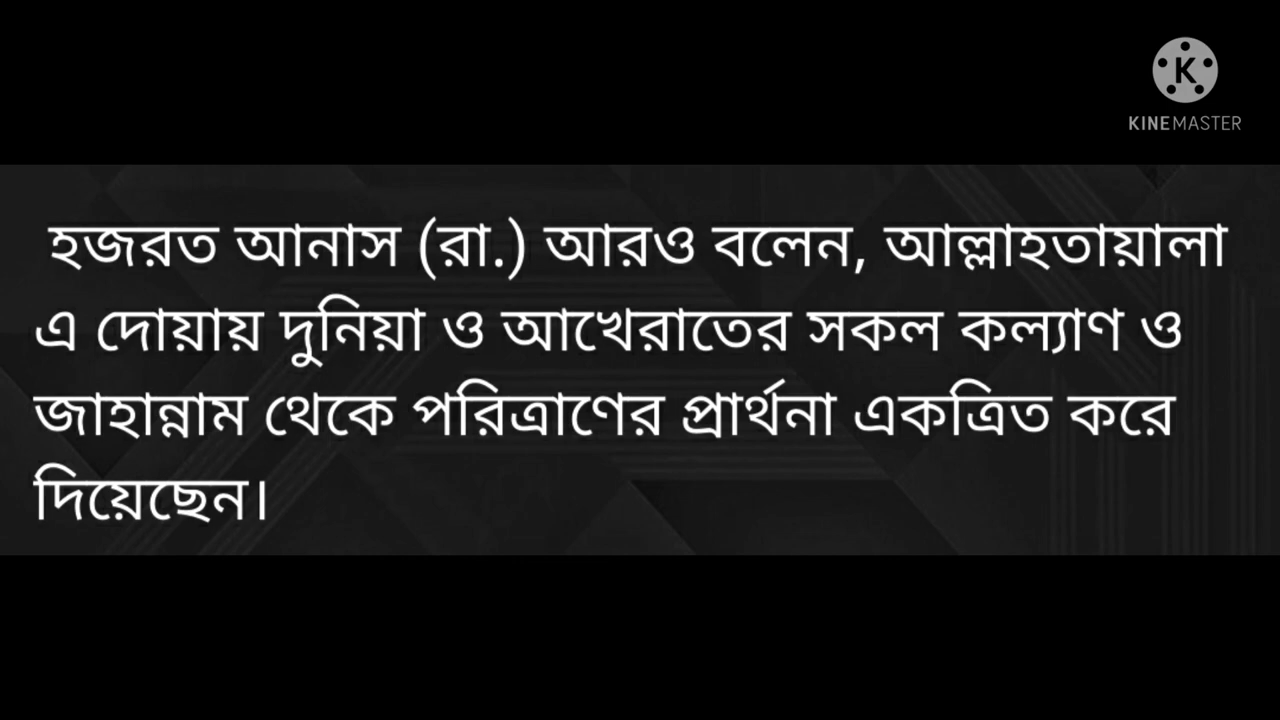 KINEMASTER
হজরত আনাস (রা.) আরও বলেন, আল্লাহতায়ালা
এ দোয়ায় দুনিয়া ও আখেরাতের সকল কল্যাণ ও
জাহান্নাম থেকে পরিত্রাণের প্রার্থনা একত্রিত করে
দিয়েছেন।